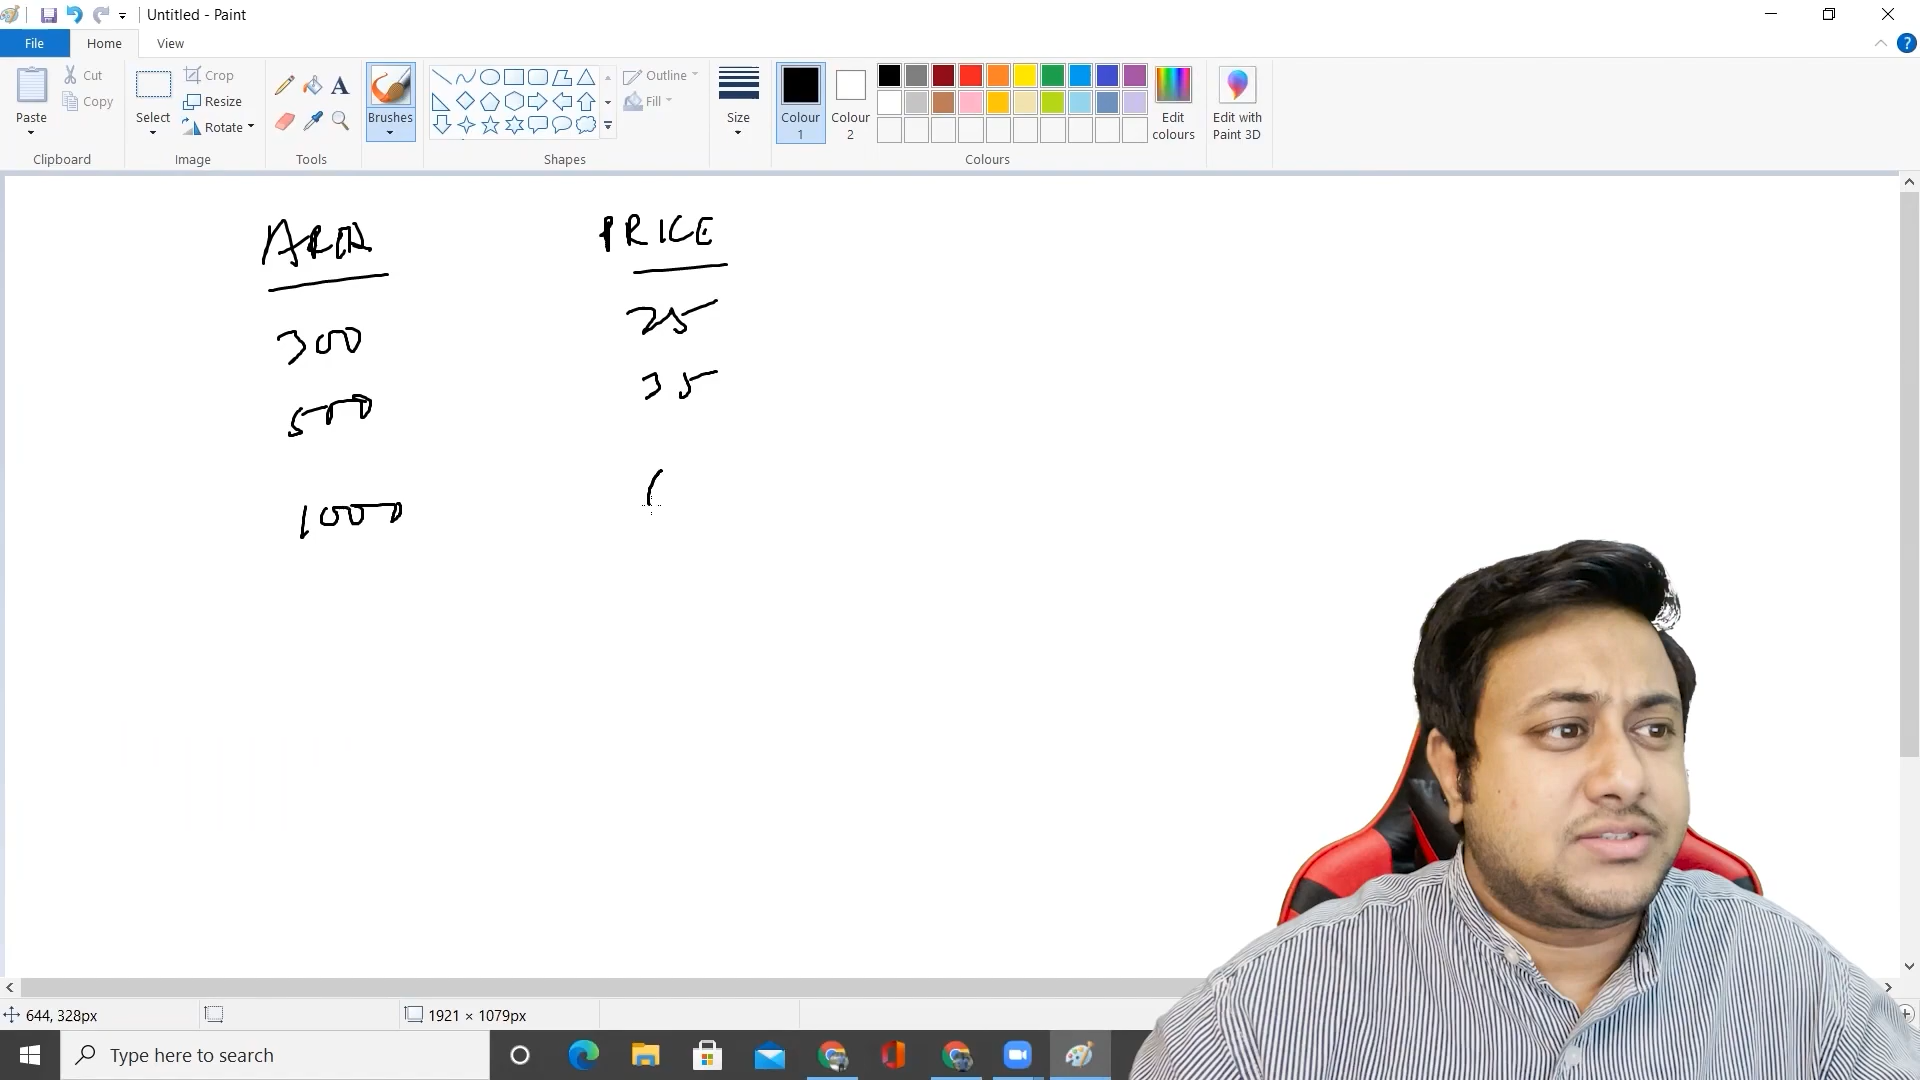 Untitled - Paint
File Home View
Paste
Cut
Copy
Clipboard
Select
Crop
Resize
Rotate
Image
Tools
Brushes
Shapes
Outline
Fill
Size
Colour 1
Colour 2
Colours
Edit colours
Edit with Paint 3D
AREA PRICE
300 25
500 35
1000
644, 328px
1921 × 1079px
Type here to search